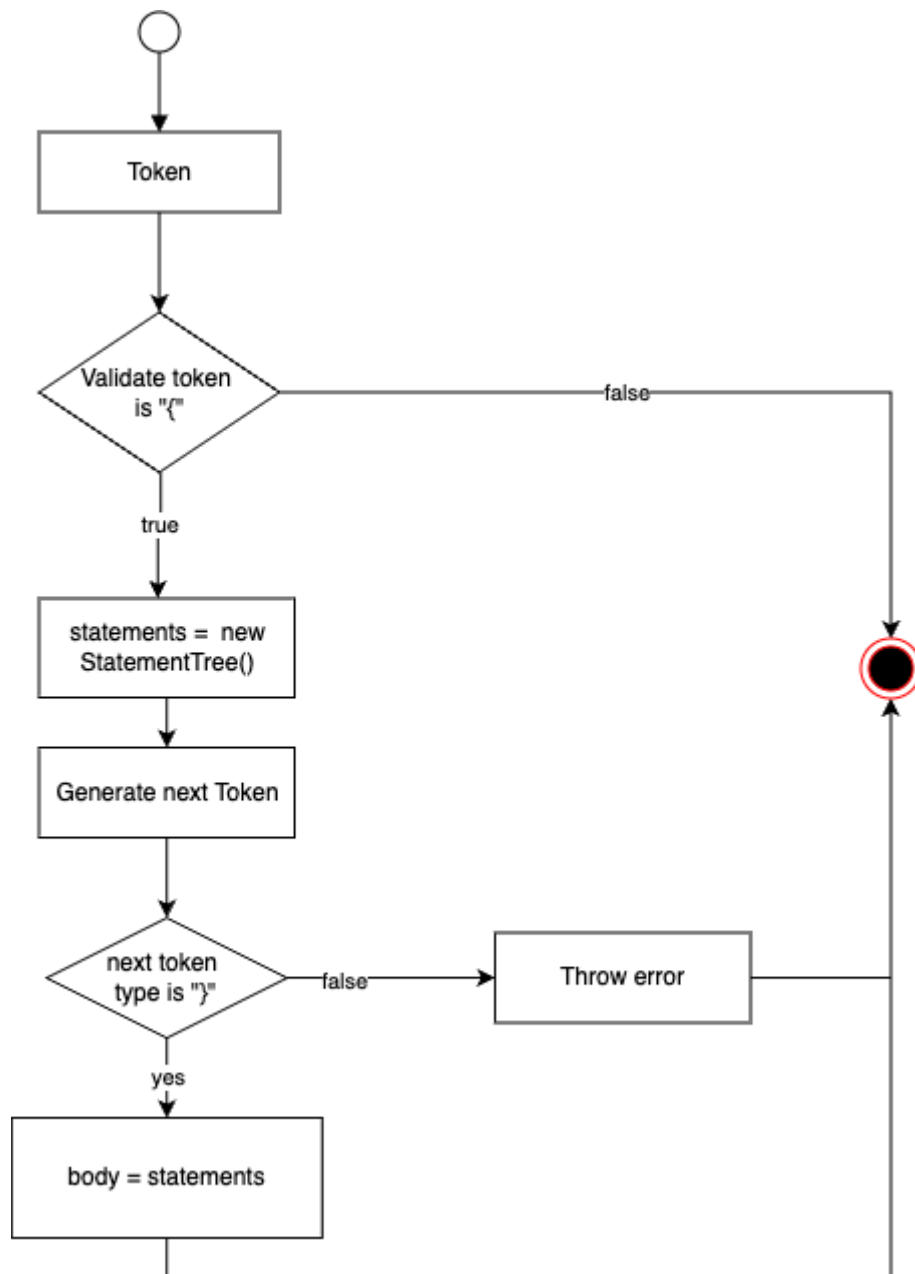 Token
Validate token
is "{"
false
true
statements =  new
StatementTree()
Generate next Token
next token
type is "}"
false
Throw error
yes
body = statements